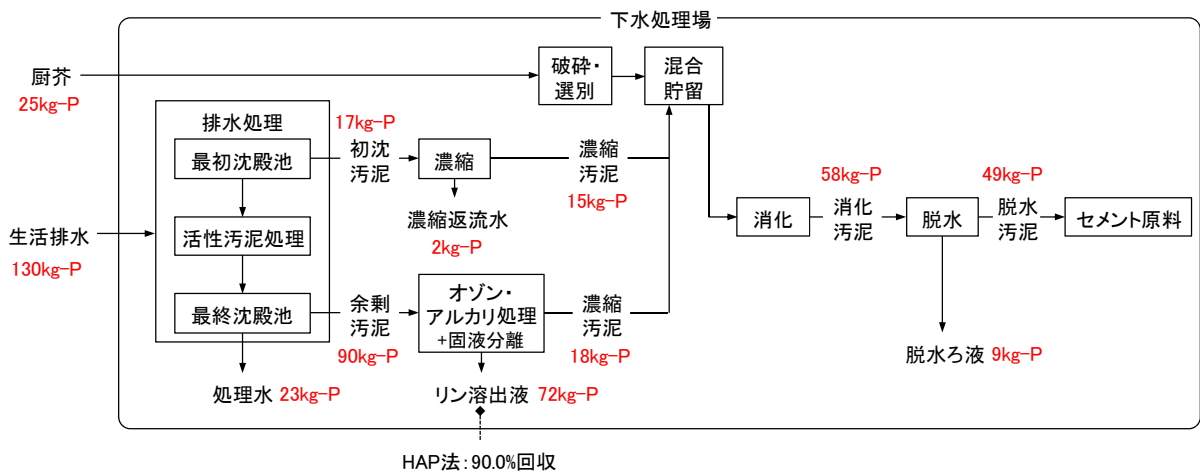 下水処理場
厨芥
25kg-P
破砕・
選別
混合
貯留
排水処理
最初沈殿池
17kg-P
初沈
汚泥
濃縮
濃縮
汚泥
15kg-P
濃縮返流水
2kg-P
生活排水
130kg-P
活性汚泥処理
最終沈殿池
余剰
汚泥
90kg-P
オゾン・
アルカリ処理
+固液分離
濃縮
汚泥
18kg-P
処理水 23kg-P
リン溶出液 72kg-P
HAP法：90.0%回収
消化
58kg-P
消化
汚泥
脱水
49kg-P
脱水
汚泥
セメント原料
脱水ろ液 9kg-P